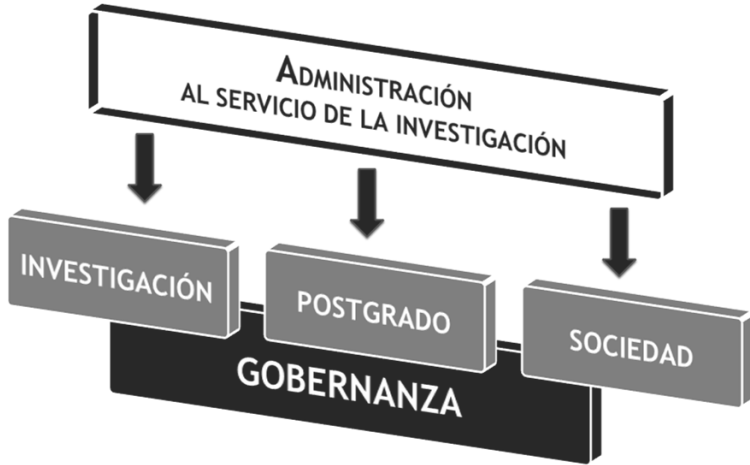 ADMINISTRACIÓN
AL SERVICIO DE LA INVESTIGACIÓN
INVESTIGACIÓN
POSTGRADO
SOCIEDAD
GOBERNANZA